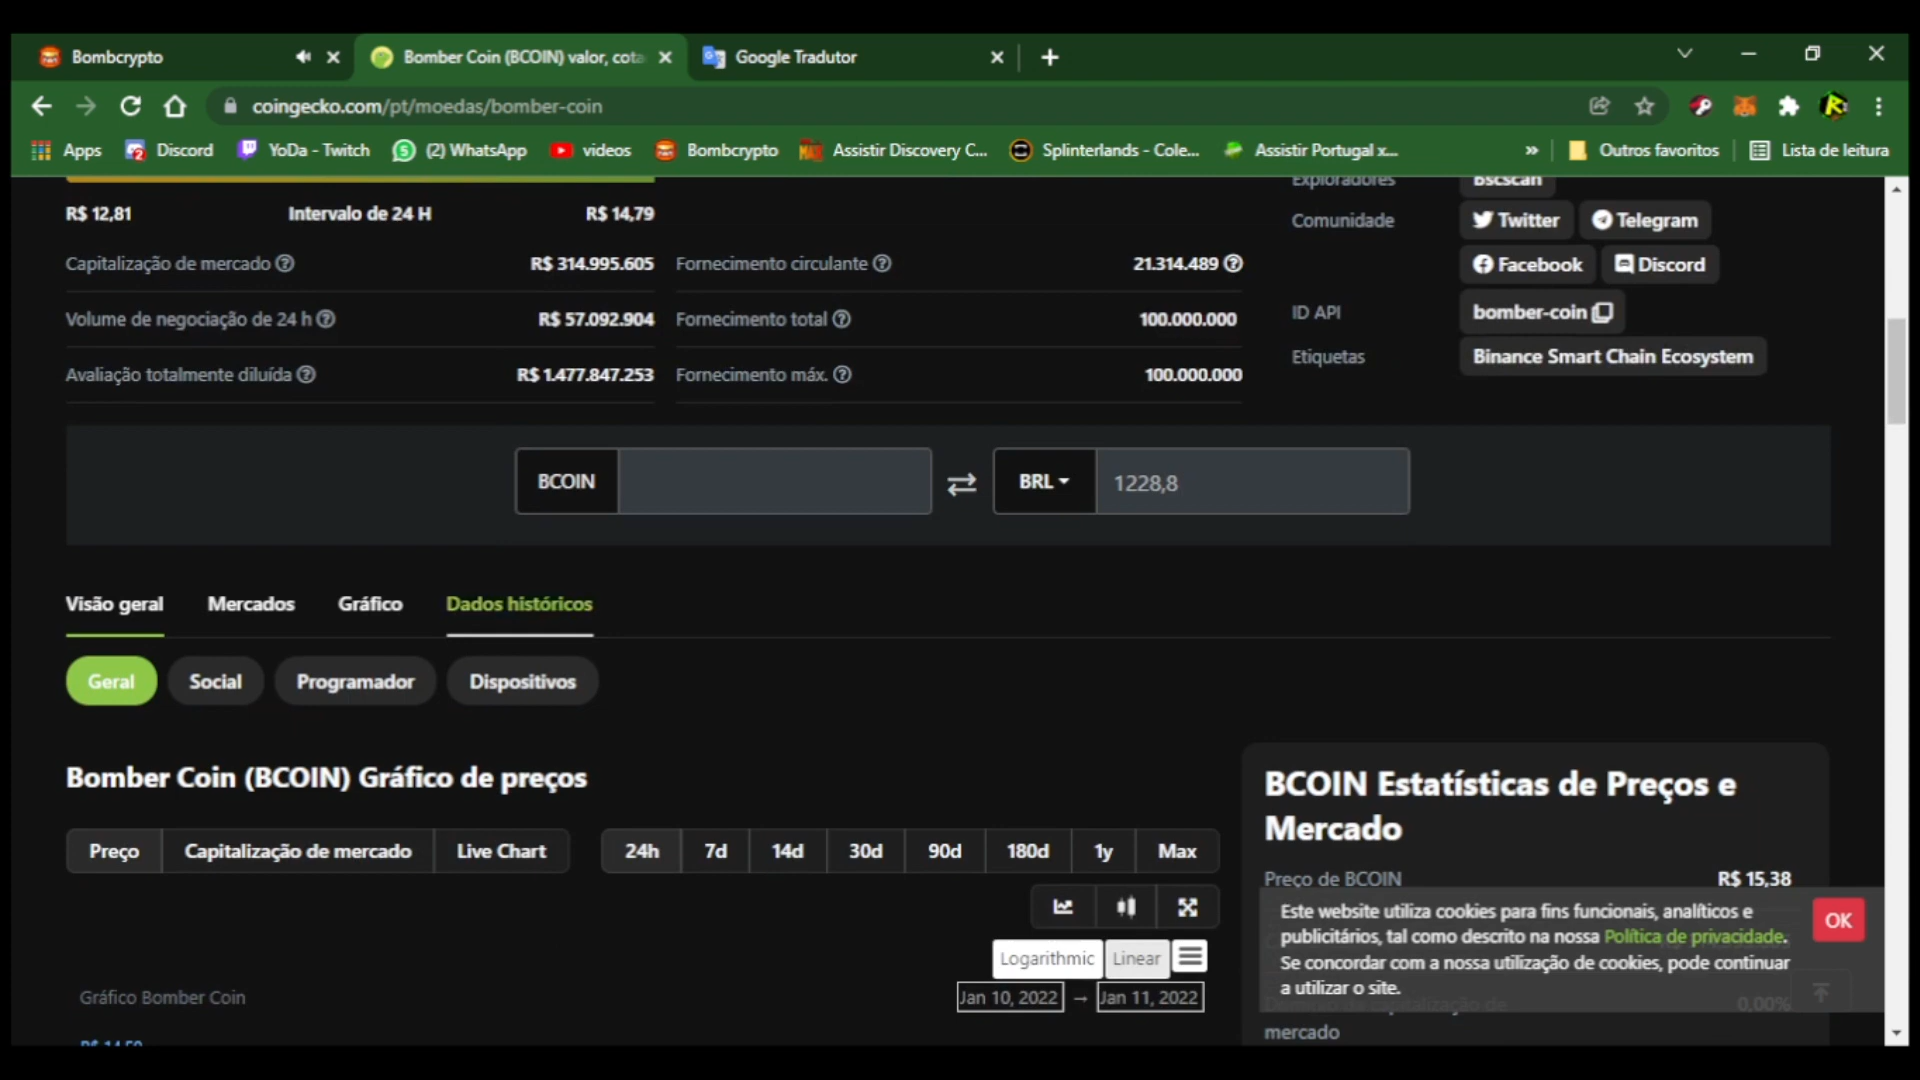 Bombcrypto
Bomber Coin (BCOIN) valor, cota
Google Tradutor
coingecko.com/pt/moedas/bomber-coin
Apps
Discord
YoDa - Twitch
(2) WhatsApp
videos
Bombcrypto
Assistir Discovery C...
Splinterlands - Cole...
Assistir Portugal x...
»
Outros favoritos
Lista de leitura
R$ 12,81 Intervalo de 24 H R$ 14,79
Capitalização de mercado R$ 314.995.605
Volume de negociação de 24 h R$ 57.092.904
Avaliação totalmente diluída R$ 1.477.847.253
Fornecimento circulante 21.314.489
Fornecimento total 100.000.000
Fornecimento máx. 100.000.000
Exploradores Bscscan
Comunidade Twitter Telegram
Facebook Discord
ID API bomber-coin
Etiquetas Binance Smart Chain Ecosystem
BCOIN
BRL 1228,8
Visão geral Mercados Gráfico Dados históricos
Geral Social Programador Dispositivos
Bomber Coin (BCOIN) Gráfico de preços
Preço Capitalização de mercado Live Chart
24h 7d 14d 30d 90d 180d 1y Max
Logarithmic Linear
Jan 10, 2022 → Jan 11, 2022
Gráfico Bomber Coin
R$ 14,50
BCOIN Estatísticas de Preços e
Mercado
Preço de BCOIN R$ 15,38
Este website utiliza cookies para fins funcionais, analíticos e
publicitários, tal como descrito na nossa Política de privacidade.
Se concordar com a nossa utilização de cookies, pode continuar
a utilizar o site.
OK
0,00%
mercado